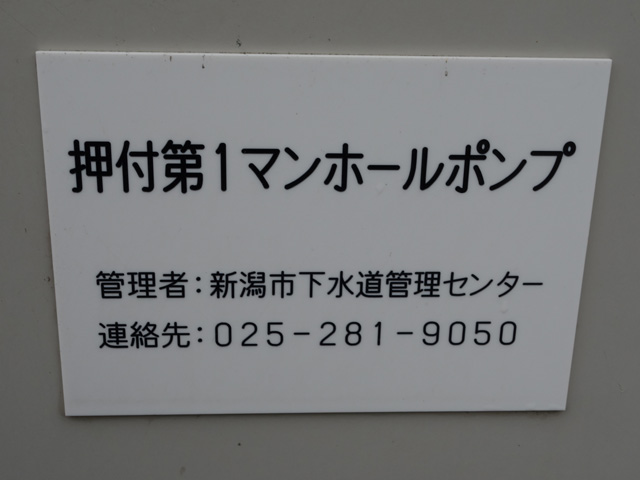 押付第1マンホールポンプ
管理者:新潟市下水道管理センター
連絡先:025-281-9050